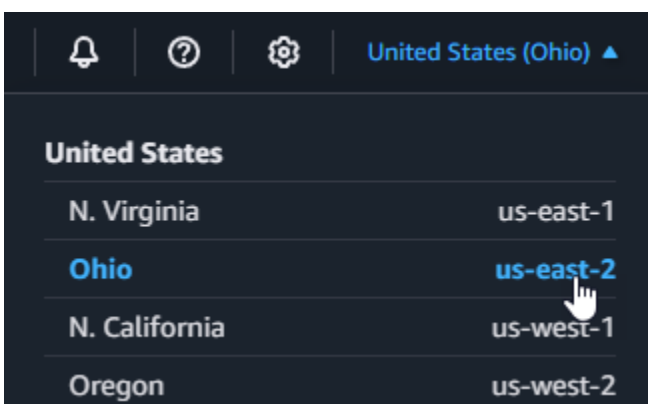 United States (Ohio) ▲
United States
N. Virginia us-east-1
Ohio us-east-2
N. California us-west-1
Oregon us-west-2